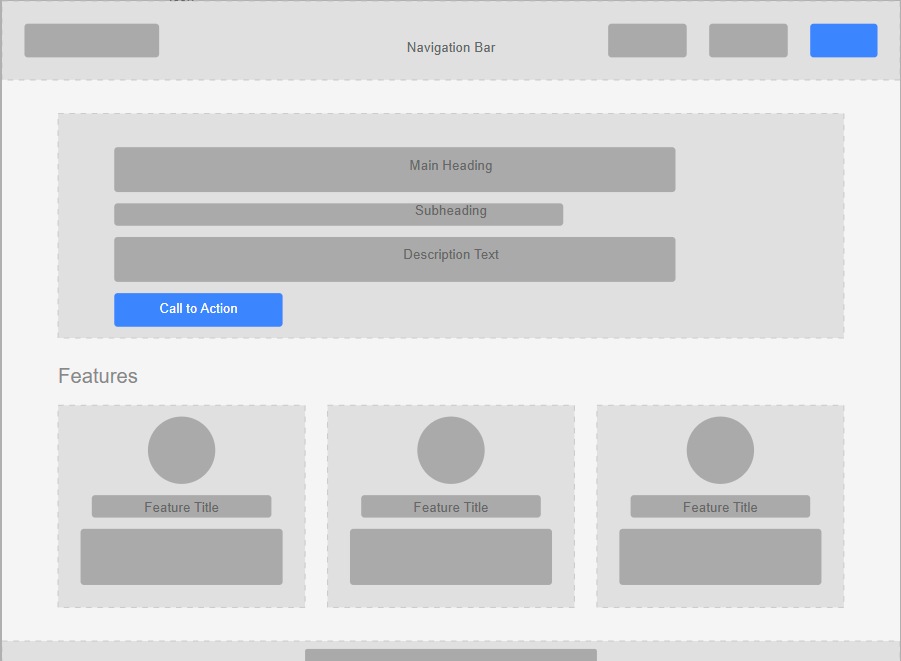 Navigation Bar
Main Heading
Subheading
Description Text
Call to Action
Features
Feature Title
Feature Title
Feature Title